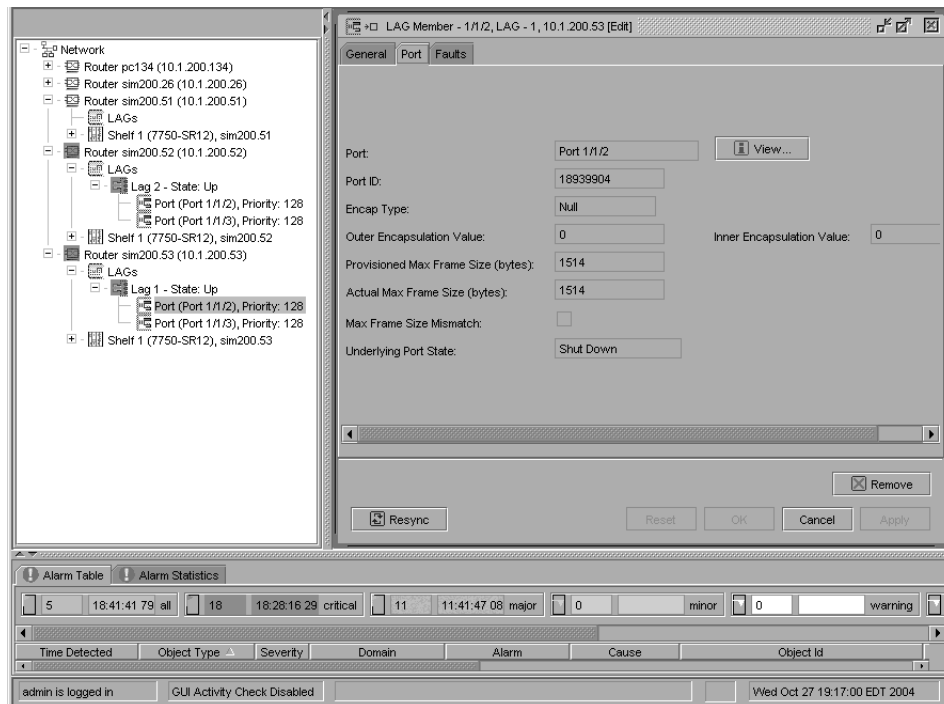 LAG Member - 1/1/2, LAG - 1, 10.1.200.53 [Edit]
General Port Faults
Network
Router pc134 (10.1.200.134)
Router sim200.26 (10.1.200.26)
Router sim200.51 (10.1.200.51)
LAGs
Shelf 1 (7750-SR12), sim200.51
Router sim200.52 (10.1.200.52)
LAGs
Lag 2 - State: Up
Port (Port 1/1/2), Priority: 128
Port (Port 1/1/3), Priority: 128
Shelf 1 (7750-SR12), sim200.52
Router sim200.53 (10.1.200.53)
LAGs
Lag 1 - State: Up
Port (Port 1/1/2), Priority: 128
Port (Port 1/1/3), Priority: 128
Shelf 1 (7750-SR12), sim200.53
Port: Port 1/1/2 View...
Port ID: 18939904
Encap Type: Null
Outer Encapsulation Value: 0 Inner Encapsulation Value: 0
Provisioned Max Frame Size (bytes): 1514
Actual Max Frame Size (bytes): 1514
Max Frame Size Mismatch:
Underlying Port State: Shut Down
Remove
Resync Reset OK Cancel Apply
Alarm Table Alarm Statistics
5 18:41:41 79 all 18 18:28:16 29 critical 11 11:41:47 08 major 0 minor 0 warning
Time Detected Object Type Severity Domain Alarm Cause Object Id
admin is logged in GUI Activity Check Disabled Wed Oct 27 19:17:00 EDT 2004